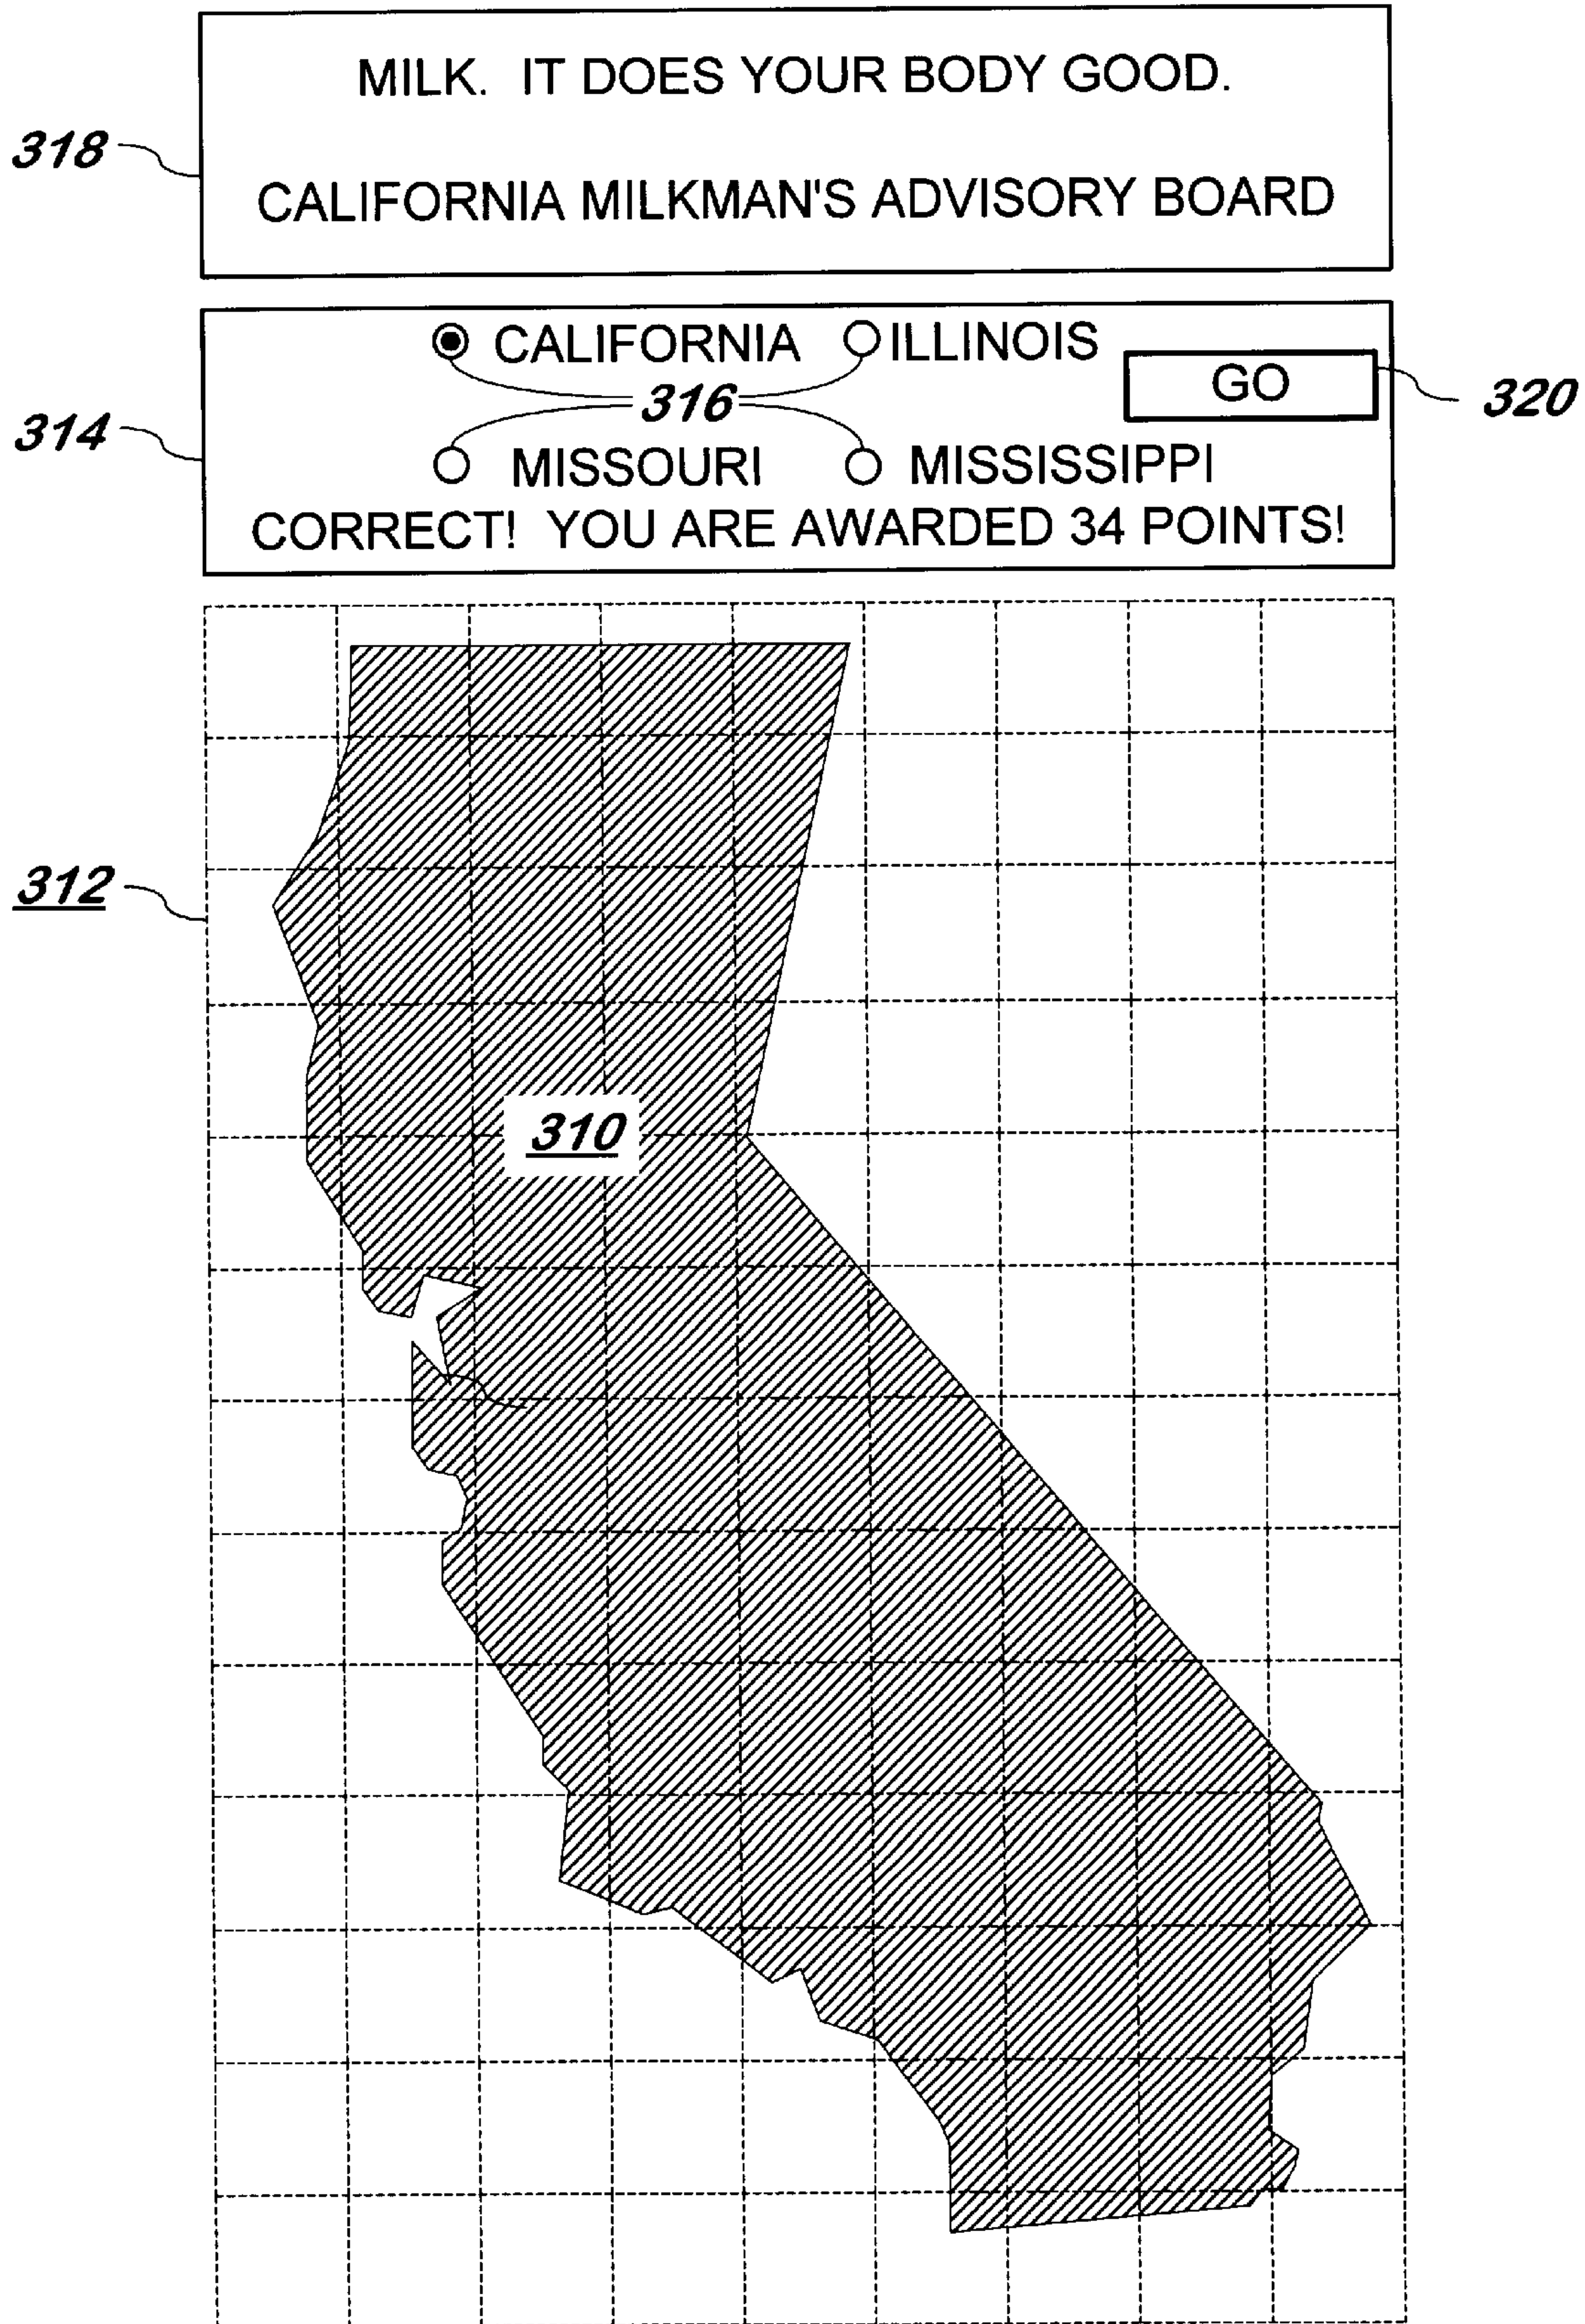 MILK. IT DOES YOUR BODY GOOD.
318
CALIFORNIA MILKMAN'S ADVISORY BOARD
CALIFORNIA ILLINOIS
GO
316
320
314
MISSOURI MISSISSIPPI
CORRECT! YOU ARE AWARDED 34 POINTS!
312
310